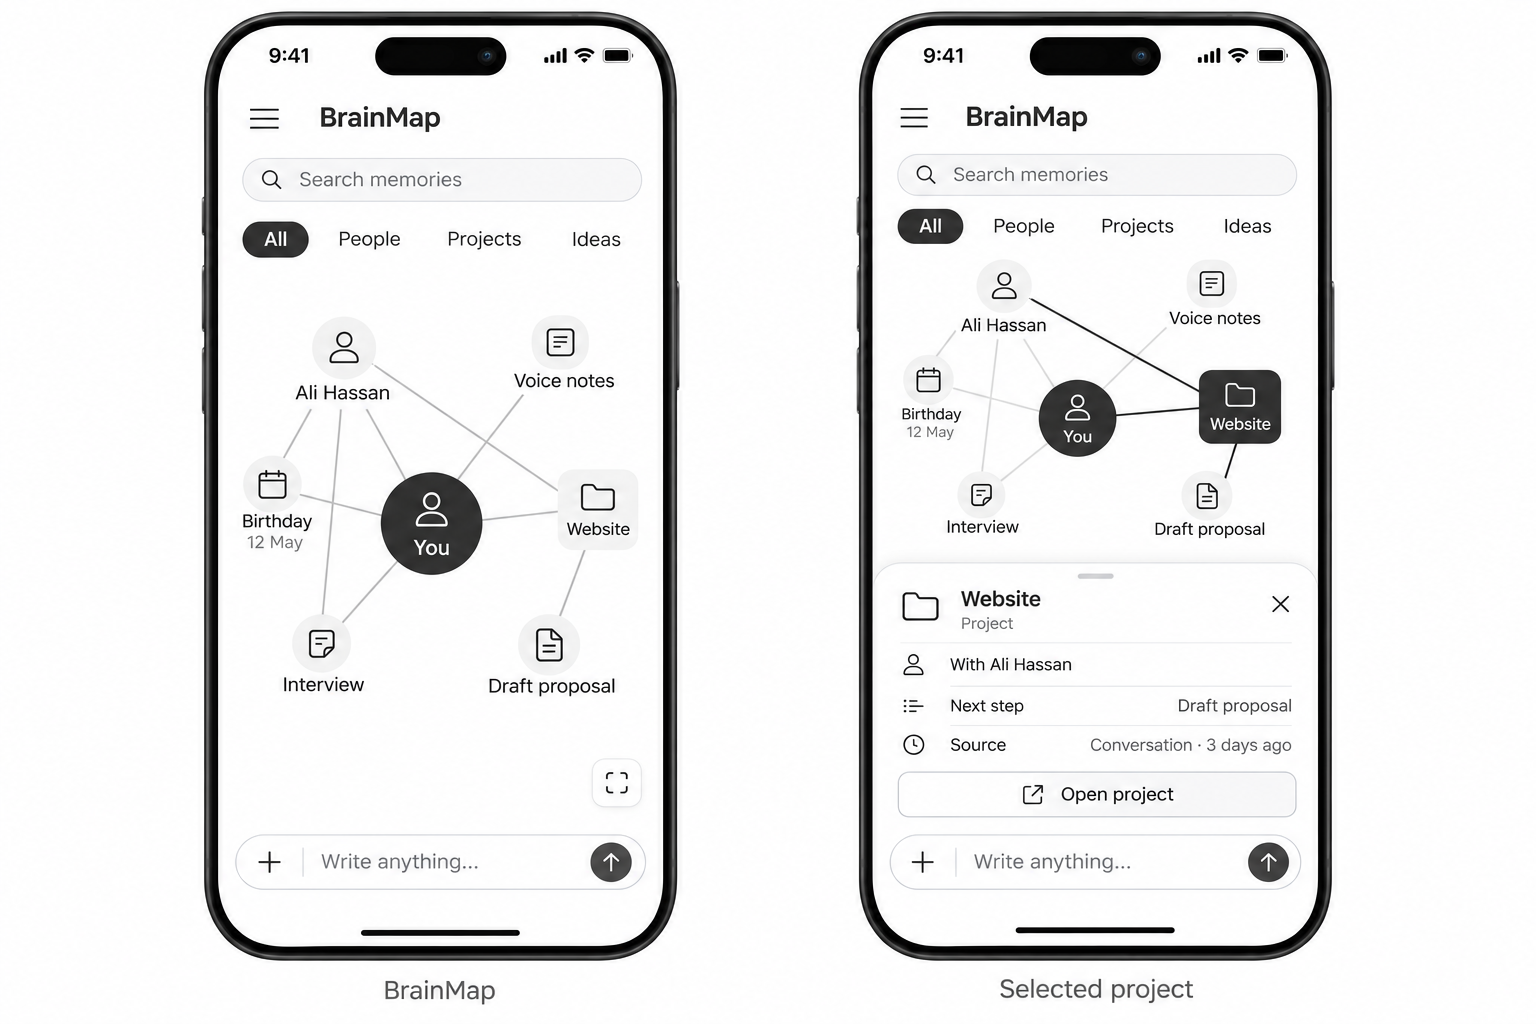 9:41
BrainMap
Search memories
All People Projects Ideas
Ali Hassan
Voice notes
Birthday
12 May
You
Website
Interview
Draft proposal
Write anything...
BrainMap
9:41
BrainMap
Search memories
All People Projects Ideas
Ali Hassan
Voice notes
Birthday
12 May
You
Website
Interview
Draft proposal
Website
Project
With Ali Hassan
Next step Draft proposal
Source Conversation · 3 days ago
Open project
Write anything...
Selected project